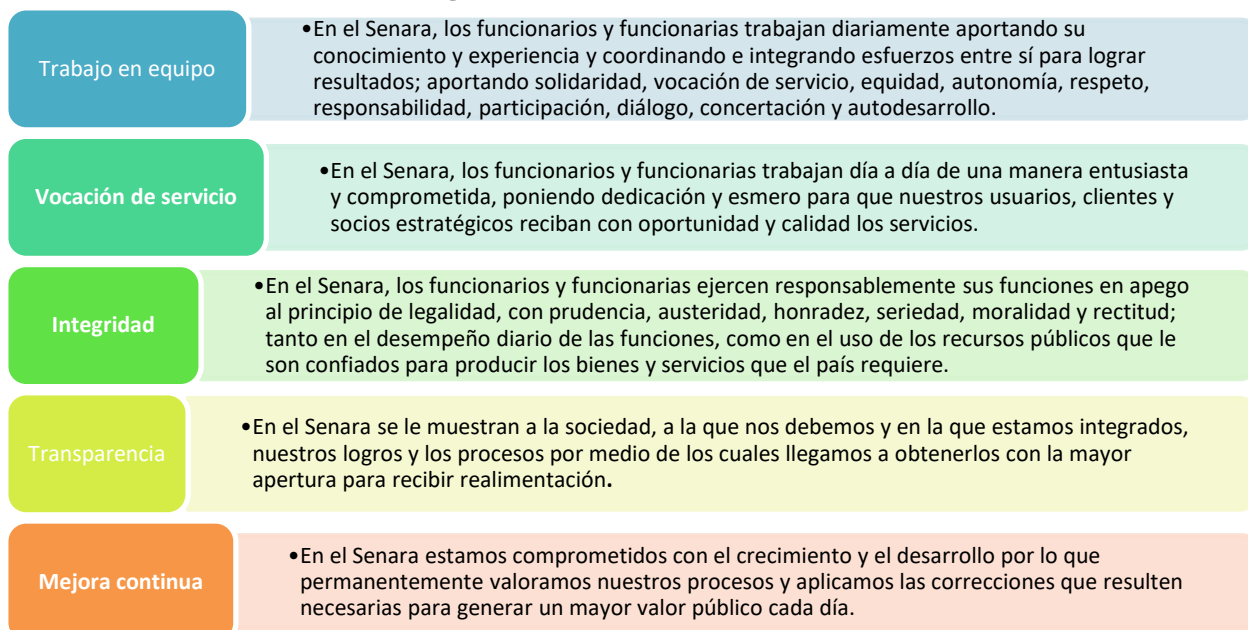 Trabajo en equipo
•En el Senara, los funcionarios y funcionarias trabajan diariamente aportando su
conocimiento y experiencia y coordinando e integrando esfuerzos entre sí para lograr
resultados; aportando solidaridad, vocación de servicio, equidad, autonomía, respeto,
responsabilidad, participación, diálogo, concertación y autodesarrollo.
Vocación de servicio
•En el Senara, los funcionarios y funcionarias trabajan día a día de una manera entusiasta
y comprometida, poniendo dedicación y esmero para que nuestros usuarios, clientes y
socios estratégicos reciban con oportunidad y calidad los servicios.
Integridad
•En el Senara, los funcionarios y funcionarias ejercen responsablemente sus funciones en apego
al principio de legalidad, con prudencia, austeridad, honradez, seriedad, moralidad y rectitud;
tanto en el desempeño diario de las funciones, como en el uso de los recursos públicos que le
son confiados para producir los bienes y servicios que el país requiere.
Transparencia
•En el Senara se le muestran a la sociedad, a la que nos debemos y en la que estamos integrados,
nuestros logros y los procesos por medio de los cuales llegamos a obtenerlos con la mayor
apertura para recibir realimentación.
Mejora continua
•En el Senara estamos comprometidos con el crecimiento y el desarrollo por lo que
permanentemente valoramos nuestros procesos y aplicamos las correcciones que resulten
necesarias para generar un mayor valor público cada día.